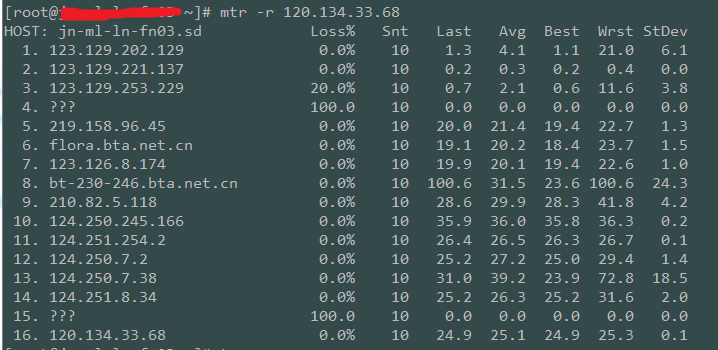 [root@ ~]# mtr -r 120.134.33.68
HOST: jn-ml-ln-fn03.sd Loss% Snt Last Avg Best Wrst StDev
1. 123.129.202.129 0.0% 10 1.3 4.1 1.1 21.0 6.1
2. 123.129.221.137 0.0% 10 0.2 0.3 0.2 0.4 0.0
3. 123.129.253.229 20.0% 10 0.7 2.1 0.6 11.6 3.8
4. ??? 100.0 10 0.0 0.0 0.0 0.0 0.0
5. 219.158.96.45 0.0% 10 20.0 21.4 19.4 22.7 1.3
6. flora.bta.net.cn 0.0% 10 19.1 20.2 18.4 23.7 1.5
7. 123.126.8.174 0.0% 10 19.9 20.1 19.4 22.6 1.0
8. bt-230-246.bta.net.cn 0.0% 10 100.6 31.5 23.6 100.6 24.3
9. 210.82.5.118 0.0% 10 28.6 29.9 28.3 41.8 4.2
10. 124.250.245.166 0.0% 10 35.9 36.0 35.8 36.3 0.2
11. 124.251.254.2 0.0% 10 26.4 26.5 26.3 26.7 0.1
12. 124.250.7.2 0.0% 10 25.2 27.2 25.0 29.4 1.4
13. 124.250.7.38 0.0% 10 31.0 39.2 23.9 72.8 18.5
14. 124.251.8.34 0.0% 10 25.2 26.3 25.2 31.6 2.0
15. ??? 100.0 10 0.0 0.0 0.0 0.0 0.0
16. 120.134.33.68 0.0% 10 24.9 25.1 24.9 25.3 0.1